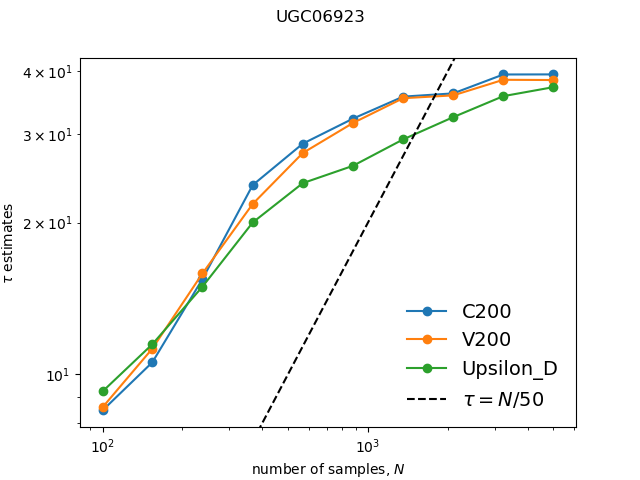 UGC06923
τ estimates
4 × 10¹
3 × 10¹
2 × 10¹
10¹
10²
10³
number of samples, N
C200
V200
Upsilon_D
τ = N/50